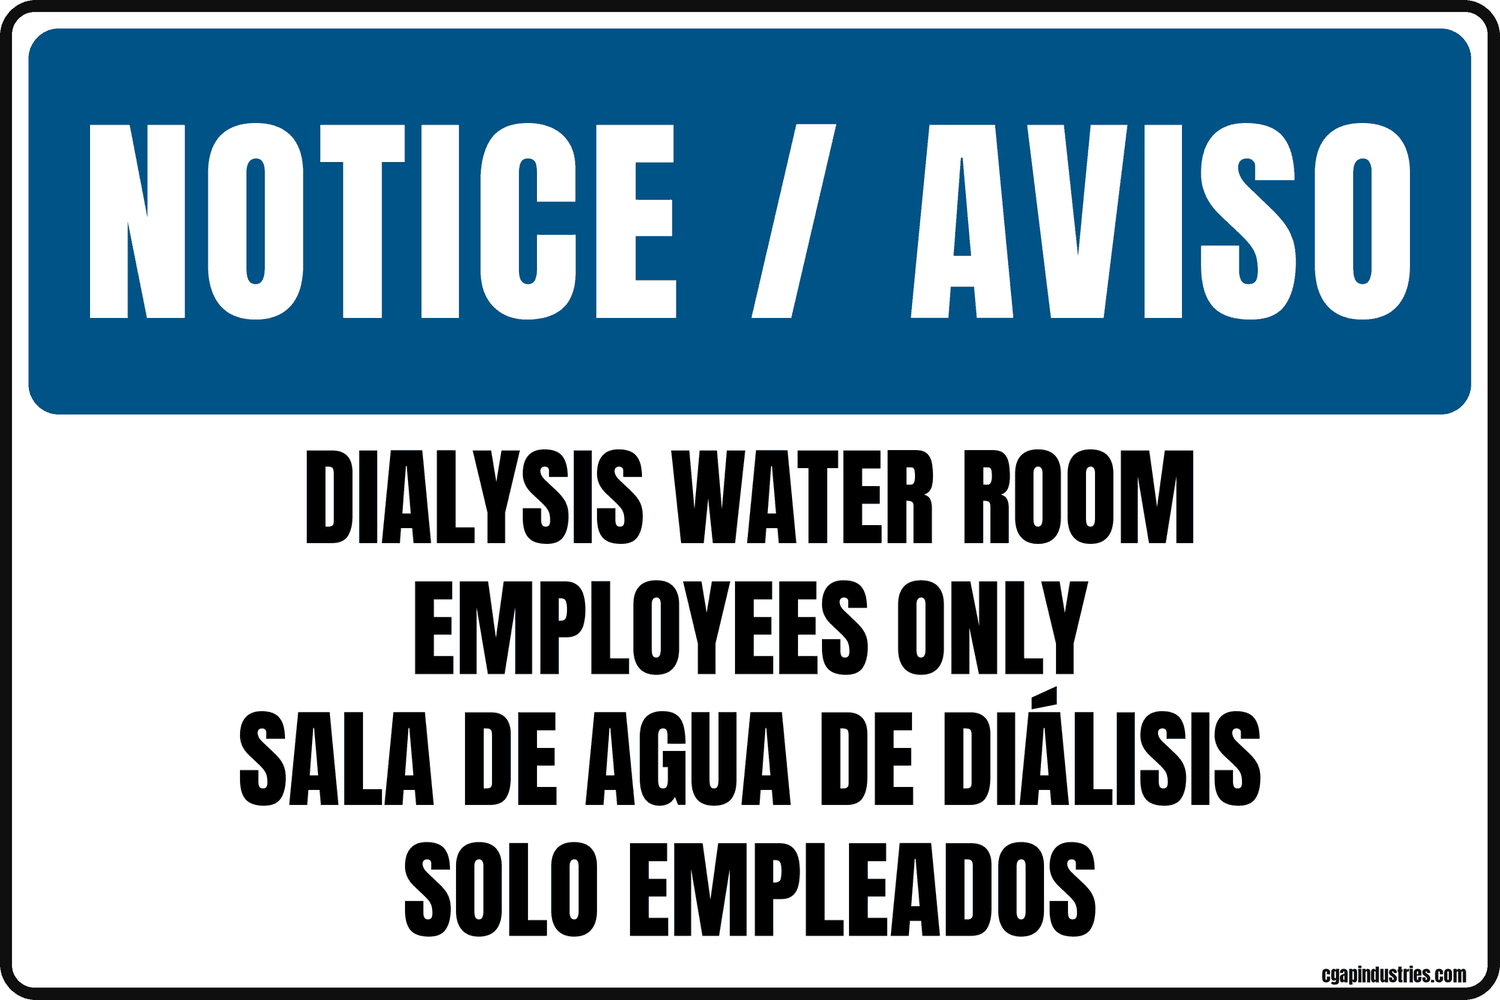 NOTICE / AVISO
DIALYSIS WATER ROOM
EMPLOYEES ONLY
SALA DE AGUA DE DIÁLISIS
SOLO EMPLEADOS
cgapindustries.com